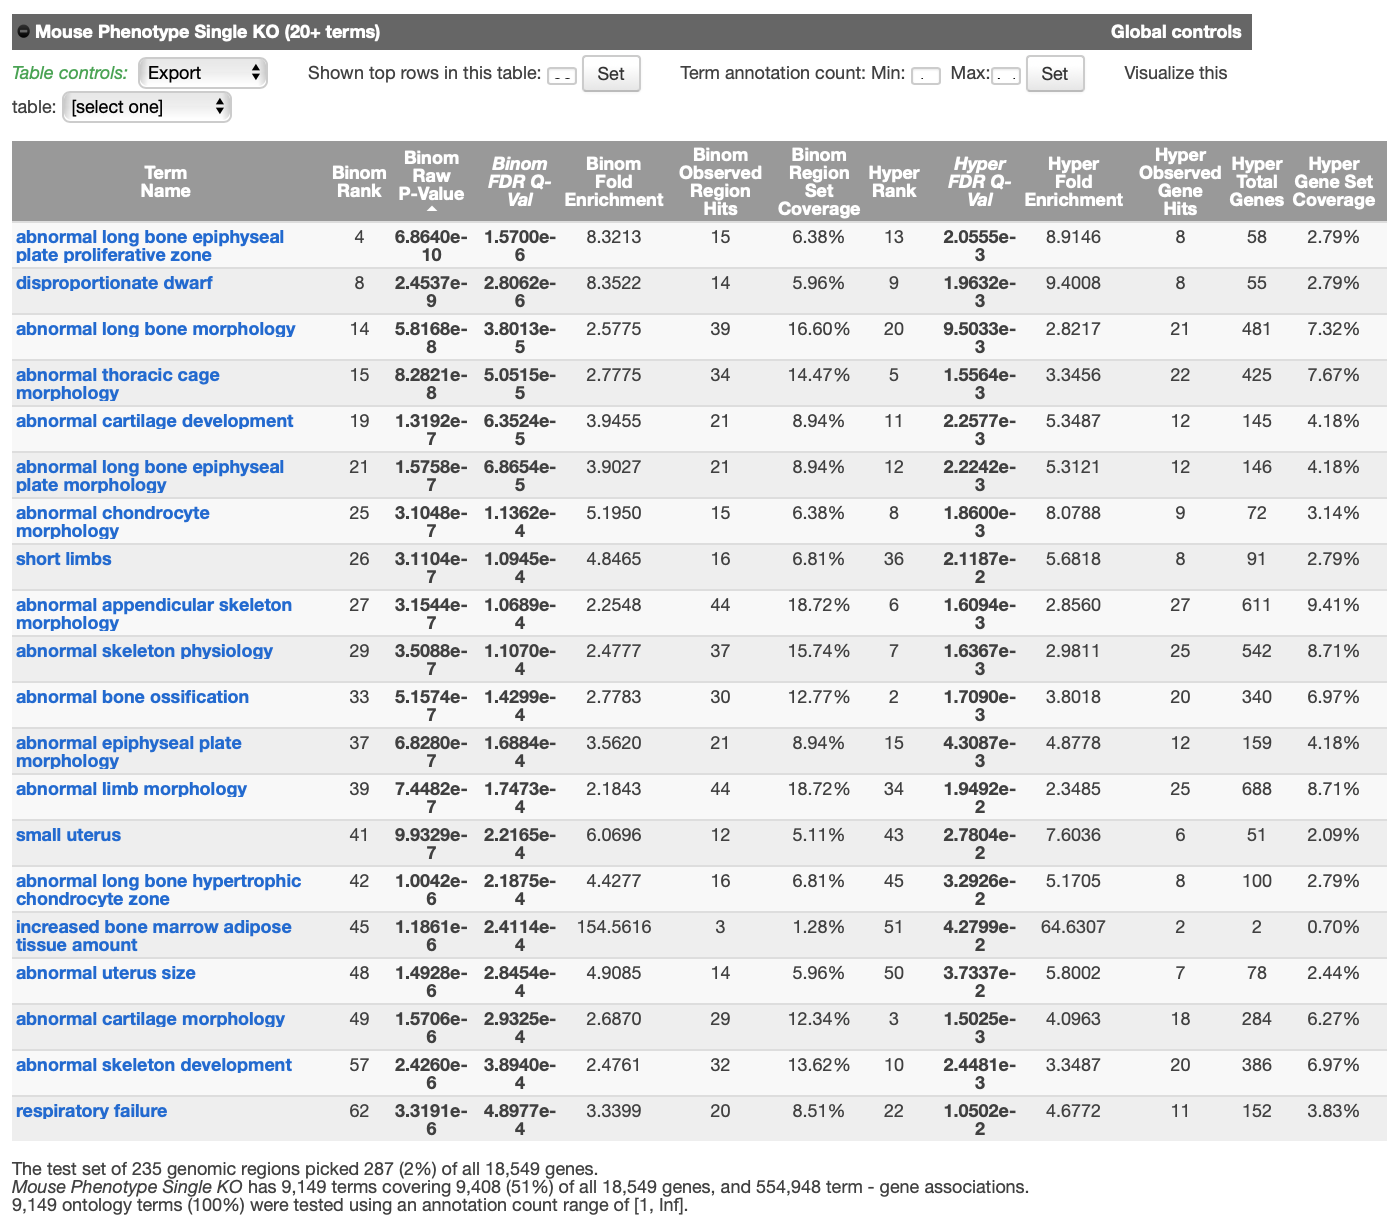 Mouse Phenotype Single KO (20+ terms) Global controls
Table controls: Export Shown top rows in this table: Set Term annotation count: Min: Max: Set Visualize this
table: [select one]
Term Name Binom Rank Binom Raw P-Value Binom FDR Q-Val Binom Fold Enrichment Binom Observed Region Hits Binom Region Set Coverage Hyper Rank Hyper FDR Q-Val Hyper Fold Enrichment Hyper Observed Gene Hits Hyper Total Genes Hyper Gene Set Coverage
abnormal long bone epiphyseal plate proliferative zone 4 6.8640e-10 1.5700e-6 8.3213 15 6.38% 13 2.0555e-3 8.9146 8 58 2.79%
disproportionate dwarf 8 2.4537e-9 2.8062e-6 8.3522 14 5.96% 9 1.9632e-3 9.4008 8 55 2.79%
abnormal long bone morphology 14 5.8168e-8 3.8013e-5 2.5775 39 16.60% 20 9.5033e-3 2.8217 21 481 7.32%
abnormal thoracic cage morphology 15 8.2821e-8 5.0515e-5 2.7775 34 14.47% 5 1.5564e-3 3.3456 22 425 7.67%
abnormal cartilage development 19 1.3192e-7 6.3524e-5 3.9455 21 8.94% 11 2.2577e-3 5.3487 12 145 4.18%
abnormal long bone epiphyseal plate morphology 21 1.5758e-7 6.8654e-5 3.9027 21 8.94% 12 2.2242e-3 5.3121 12 146 4.18%
abnormal chondrocyte morphology 25 3.1048e-7 1.1362e-4 5.1950 15 6.38% 8 1.8600e-3 8.0788 9 72 3.14%
short limbs 26 3.1104e-7 1.0945e-4 4.8465 16 6.81% 36 2.1187e-2 5.6818 8 91 2.79%
abnormal appendicular skeleton morphology 27 3.1544e-7 1.0689e-4 2.2548 44 18.72% 6 1.6094e-3 2.8560 27 611 9.41%
abnormal skeleton physiology 29 3.5088e-7 1.1070e-4 2.4777 37 15.74% 7 1.6367e-3 2.9811 25 542 8.71%
abnormal bone ossification 33 5.1574e-7 1.4299e-4 2.7783 30 12.77% 2 1.7090e-3 3.8018 20 340 6.97%
abnormal epiphyseal plate morphology 37 6.8280e-7 1.6884e-4 3.5620 21 8.94% 15 4.3087e-3 4.8778 12 159 4.18%
abnormal limb morphology 39 7.4482e-7 1.7473e-4 2.1843 44 18.72% 34 1.9492e-2 2.3485 25 688 8.71%
small uterus 41 9.9329e-7 2.2165e-4 6.0696 12 5.11% 43 2.7804e-2 7.6036 6 51 2.09%
abnormal long bone hypertrophic chondrocyte zone 42 1.0042e-6 2.1875e-4 4.4277 16 6.81% 45 3.2926e-2 5.1705 8 100 2.79%
increased bone marrow adipose tissue amount 45 1.1861e-6 2.4114e-4 154.5616 3 1.28% 51 4.2799e-2 64.6307 2 2 0.70%
abnormal uterus size 48 1.4928e-6 2.8454e-4 4.9085 14 5.96% 50 3.7337e-2 5.8002 7 78 2.44%
abnormal cartilage morphology 49 1.5706e-6 2.9325e-4 2.6870 29 12.34% 3 1.5025e-3 4.0963 18 284 6.27%
abnormal skeleton development 57 2.4260e-6 3.8940e-4 2.4761 32 13.62% 10 2.4481e-3 3.3487 20 386 6.97%
respiratory failure 62 3.3191e-6 4.8977e-4 3.3399 20 8.51% 22 1.0502e-2 4.6772 11 152 3.83%
The test set of 235 genomic regions picked 287 (2%) of all 18,549 genes.
Mouse Phenotype Single KO has 9,149 terms covering 9,408 (51%) of all 18,549 genes, and 554,948 term - gene associations.
9,149 ontology terms (100%) were tested using an annotation count range of [1, Inf].